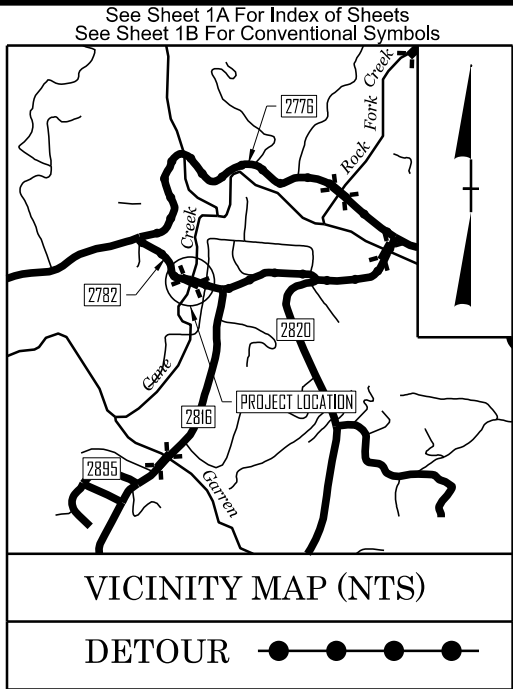 See Sheet 1A For Index of Sheets
See Sheet 1B For Conventional Symbols
2776
Rock Fork Creek
Creek
2782
2820
Cane
PROJECT LOCATION
2816
2895
Garren
VICINITY MAP (NTS)
DETOUR